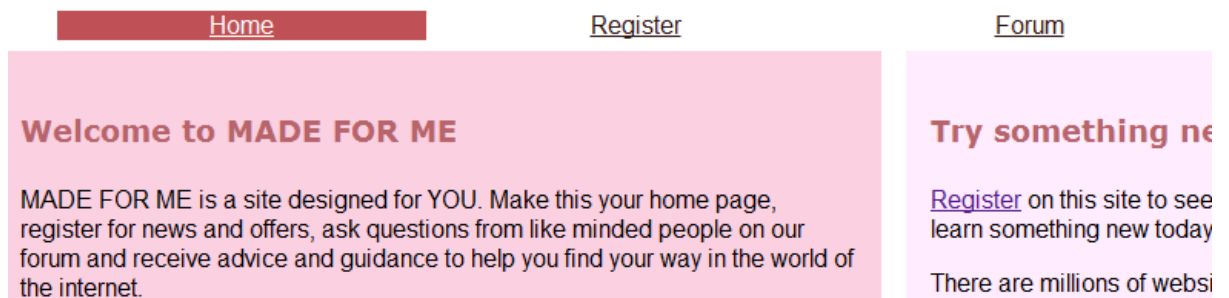 Home
Register
Forum
Welcome to MADE FOR ME
MADE FOR ME is a site designed for YOU. Make this your home page,
register for news and offers, ask questions from like minded people on our
forum and receive advice and guidance to help you find your way in the world of
the internet.
Try something
Register on this site to see
learn something new today
There are millions of